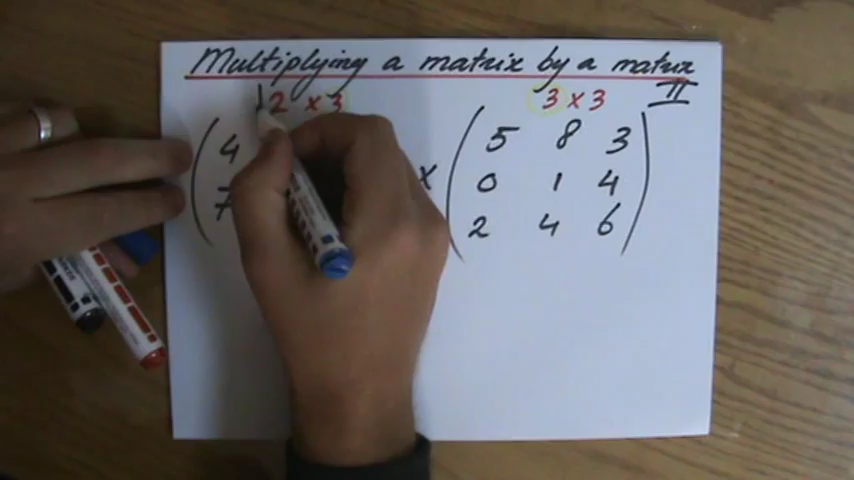 Multiplying a matrix by a matrix
II
2 x 3 3 x 3
4 5 8 3
7 x 0 1 4
2 4 6